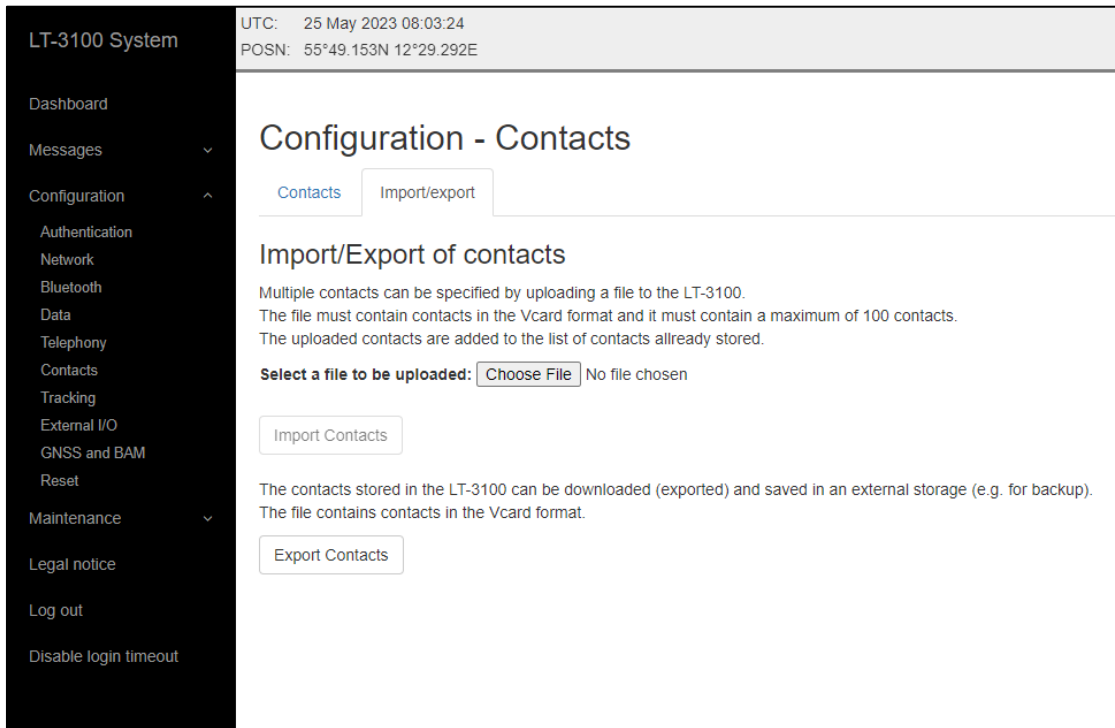 LT-3100 System
UTC: 25 May 2023 08:03:24
POSN: 55°49.153N 12°29.292E
Dashboard
Messages
Configuration
Authentication
Network
Bluetooth
Data
Telephony
Contacts
Tracking
External I/O
GNSS and BAM
Reset
Maintenance
Legal notice
Log out
Disable login timeout
Configuration - Contacts
Contacts Import/export
Import/Export of contacts
Multiple contacts can be specified by uploading a file to the LT-3100.
The file must contain contacts in the Vcard format and it must contain a maximum of 100 contacts.
The uploaded contacts are added to the list of contacts allready stored.
Select a file to be uploaded: Choose File No file chosen
Import Contacts
The contacts stored in the LT-3100 can be downloaded (exported) and saved in an external storage (e.g. for backup).
The file contains contacts in the Vcard format.
Export Contacts